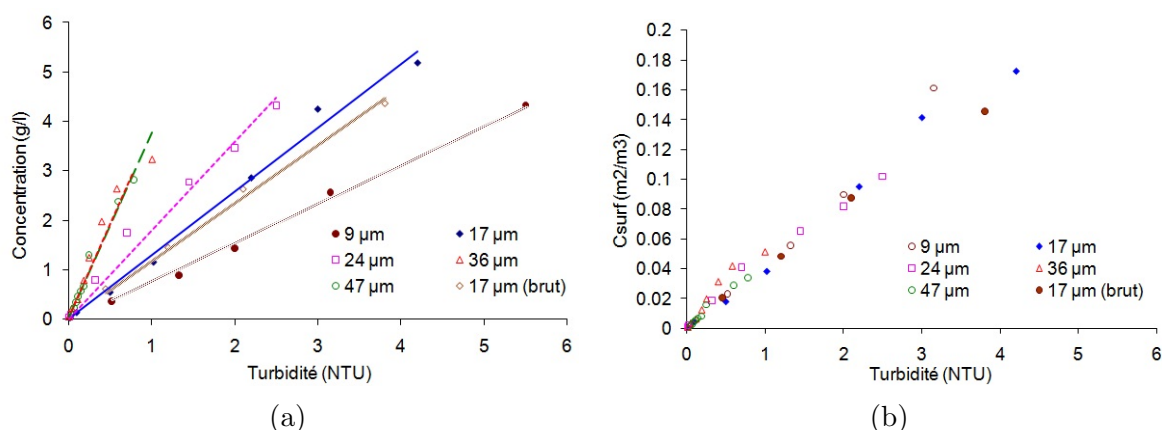 6
5
4
3
2
1
0
Concentration (g/l)
9 µm
17 µm
24 µm
36 µm
47 µm
17 µm (brut)
0 1 2 3 4 5 6
Turbidité (NTU)
(a)
0.2
0.18
0.16
0.14
0.12
0.1
0.08
0.06
0.04
0.02
0
Csurf (m2/m3)
9 µm
17 µm
24 µm
36 µm
47 µm
17 µm (brut)
0 1 2 3 4 5 6
Turbidité (NTU)
(b)